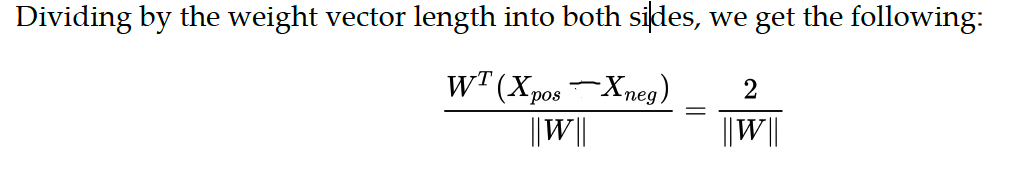 Dividing by the weight vector length into both sides, we get the following:
W^T (X_pos − X_neg) / ||W|| = 2 / ||W||